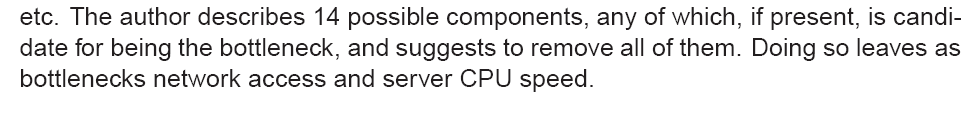 etc. The author describes 14 possible components, any of which, if present, is candi-
date for being the bottleneck, and suggests to remove all of them. Doing so leaves as
bottlenecks network access and server CPU speed.